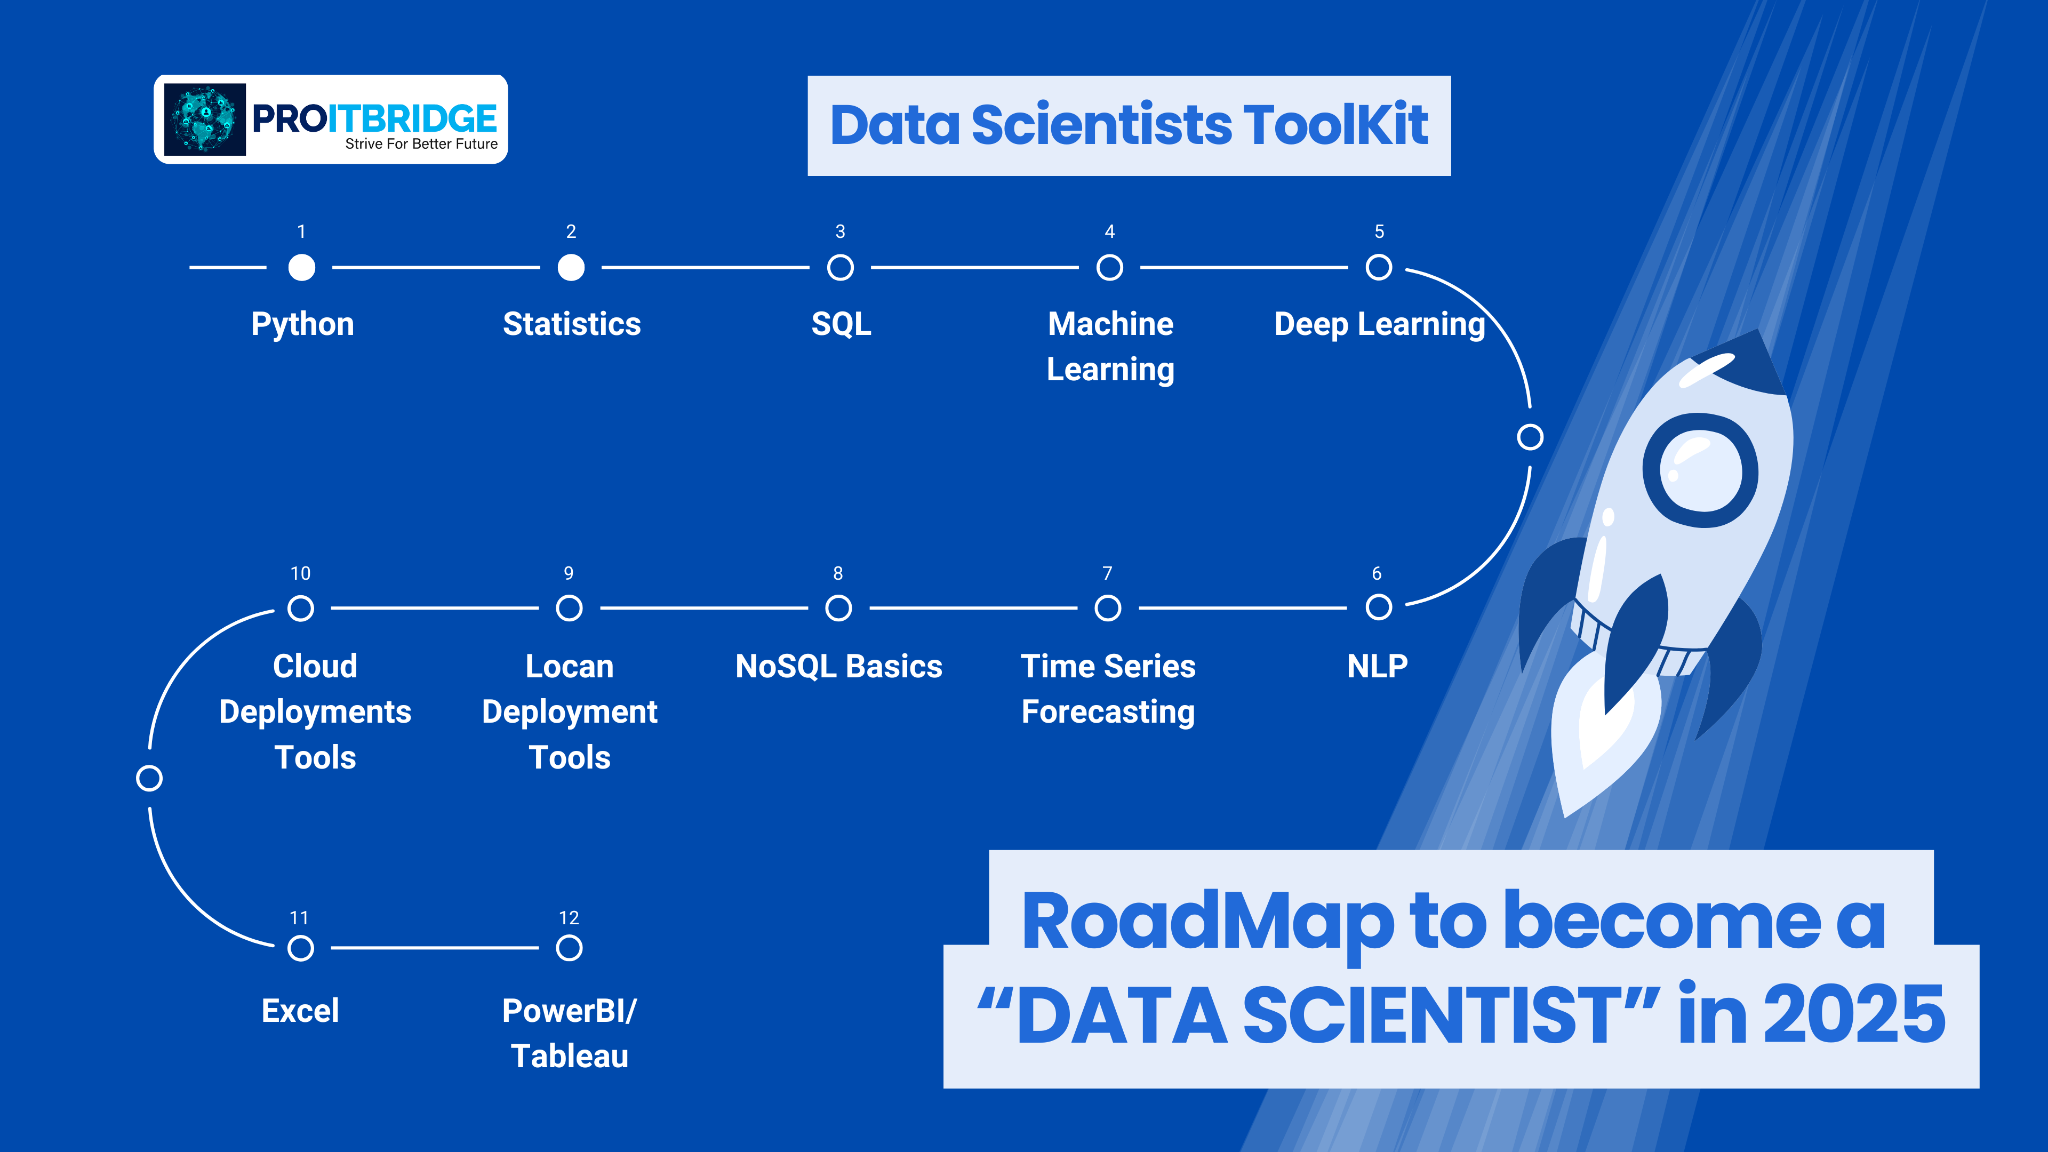 PROITBRIDGE
Strive For Better Future
Data Scientists ToolKit
1
Python
2
Statistics
3
SQL
4
Machine
Learning
5
Deep Learning
6
NLP
7
Time Series
Forecasting
8
NoSQL Basics
9
Locan
Deployment
Tools
10
Cloud
Deployments
Tools
11
Excel
12
PowerBI/
Tableau
RoadMap to become a
“DATA SCIENTIST” in 2025